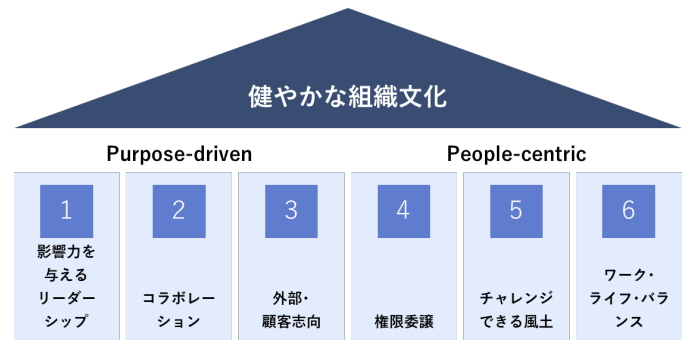 健やかな組織文化
Purpose-driven
People-centric
1
影響力を
与える
リーダー
シップ
2
コラボレー
ション
3
外部・
顧客志向
4
権限委譲
5
チャレンジ
できる風土
6
ワーク・
ライフ・バラ
ンス